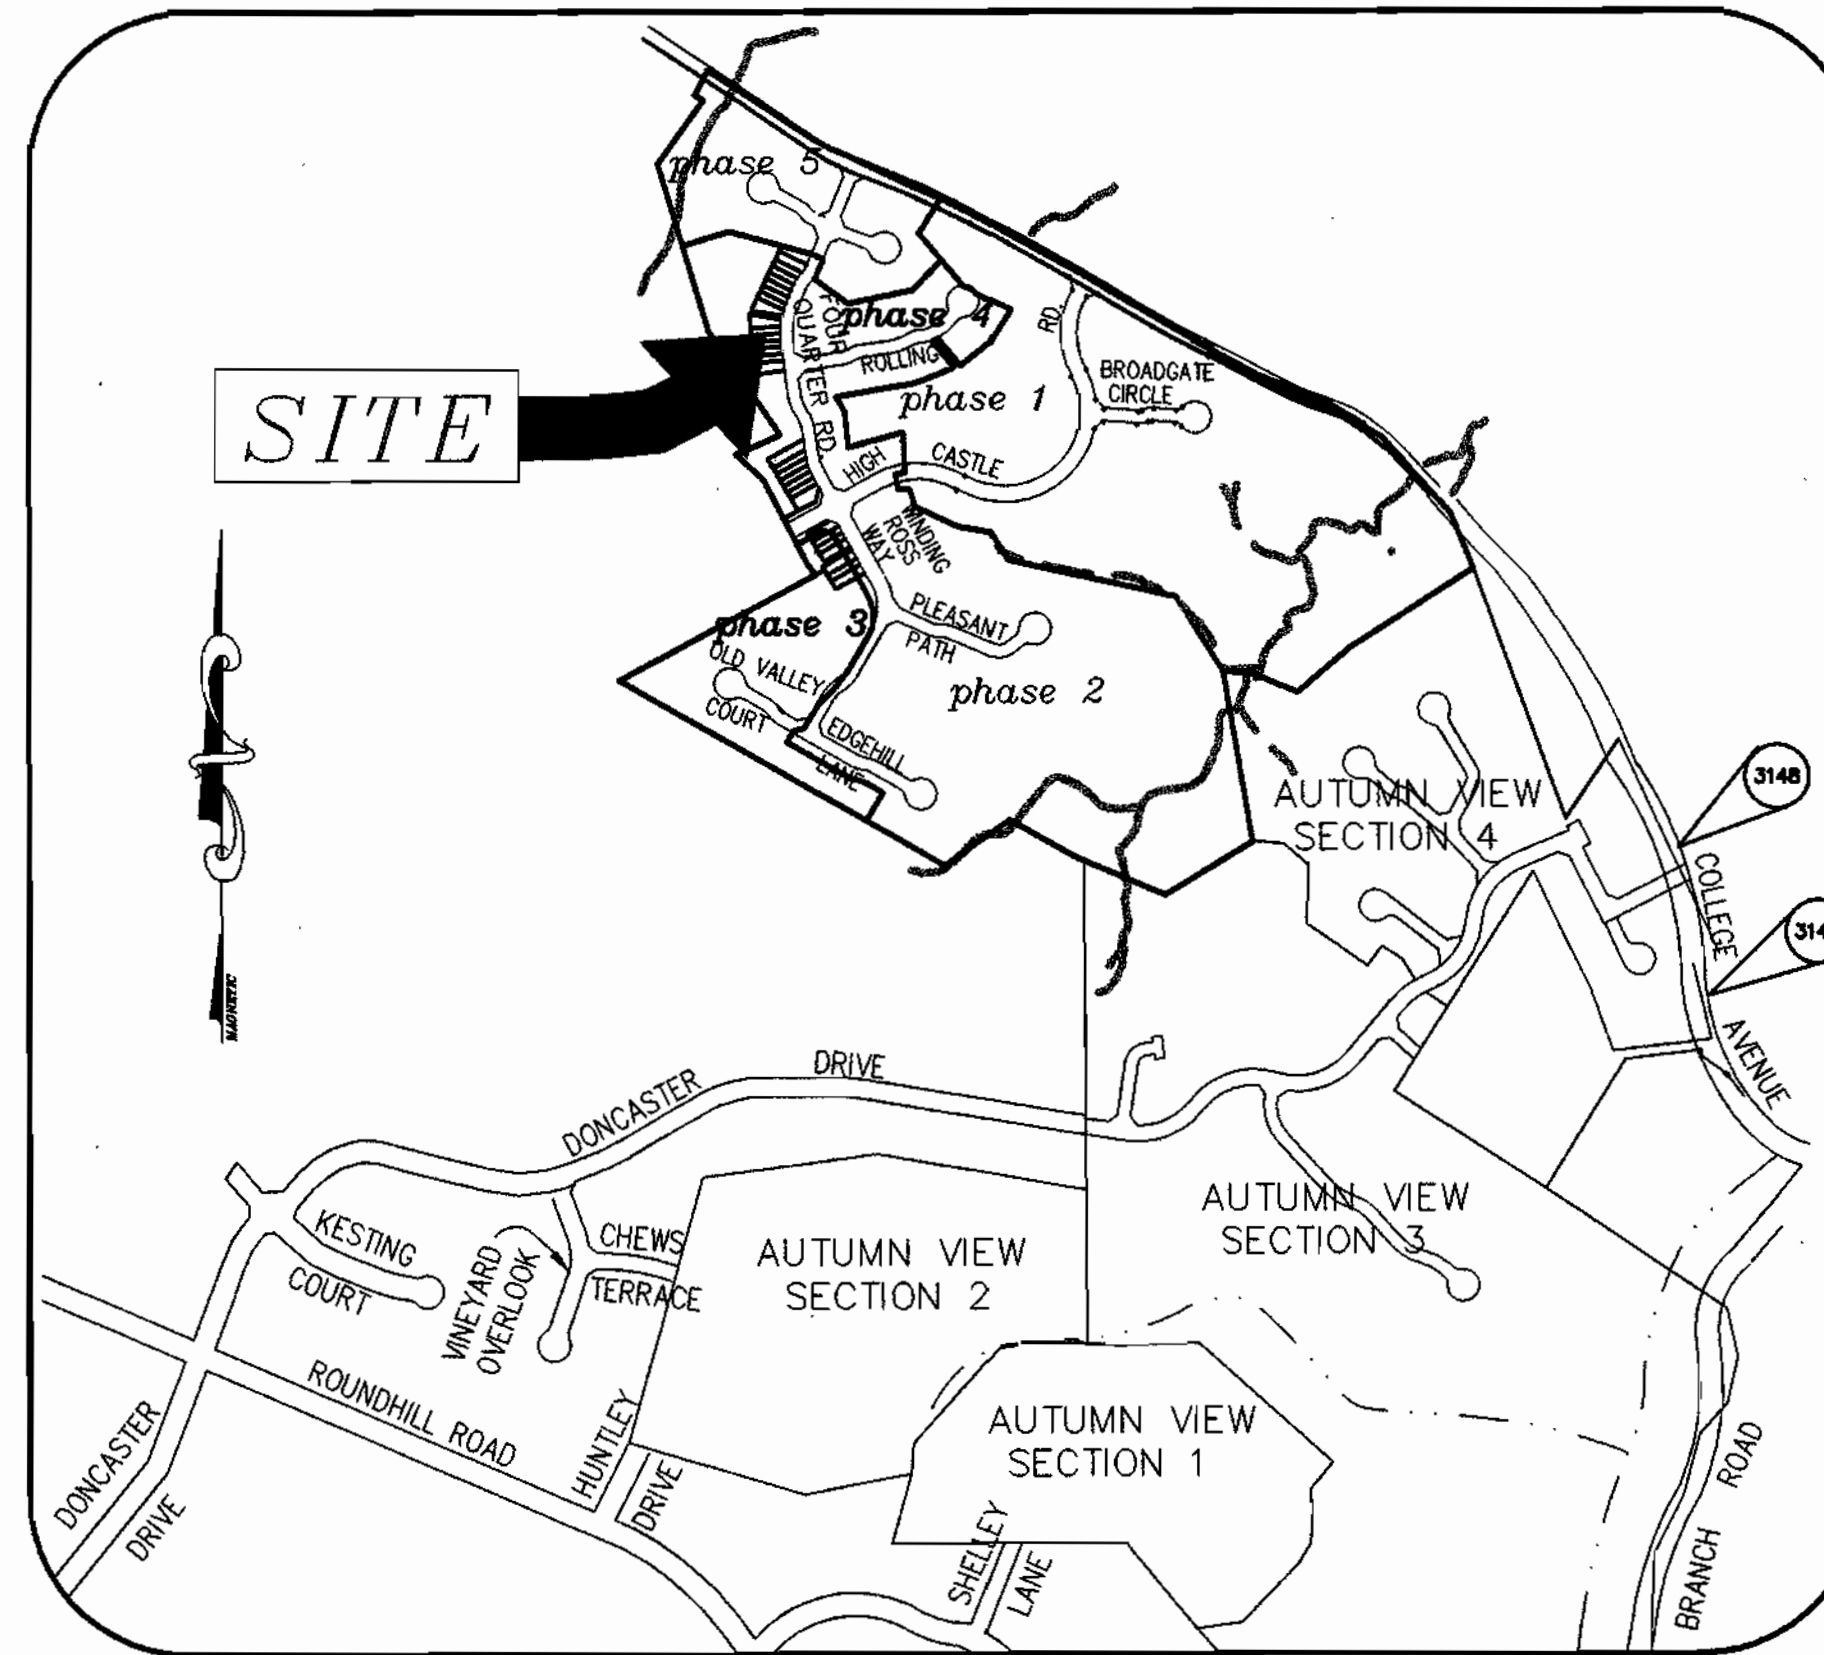 phase 5
FOUR
QUARTER RD.
phase 4
ROLLING
RD.
BROADGATE
CIRCLE
phase 1
SITE
HIGH
CASTLE
WINDING
ROSS
WAY
phase 3
PLEASANT
PATH
OLD VALLEY
COURT
phase 2
EDGEHILL
LANE
AUTUMN VIEW
SECTION 4
314B
COLLEGE
AVENUE
314
MAGNETIC
DONCASTER
DRIVE
KESTING
COURT
VINEYARD
OVERLOOK
CHEWS
TERRACE
AUTUMN VIEW
SECTION 2
AUTUMN VIEW
SECTION 3
ROUNDHILL ROAD
HUNTLEY
DRIVE
AUTUMN VIEW
SECTION 1
DONCASTER
DRIVE
SHELLEY
LANE
BRANCH ROAD